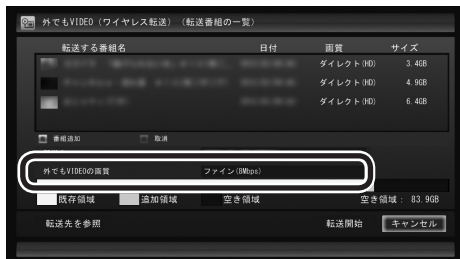 外でもVIDEO(ワイヤレス転送) (転送番組の一覧)
転送する番組名 日付 画質 サイズ
ダイレクト(HD) 3.4GB
ダイレクト(HD) 4.9GB
ダイレクト(HD) 6.4GB
番組追加 取消
外でもVIDEOの画質 ファイン(8Mbps)
既存領域 追加領域 空き領域 空き領域: 83.9GB
転送先を参照 転送開始 キャンセル